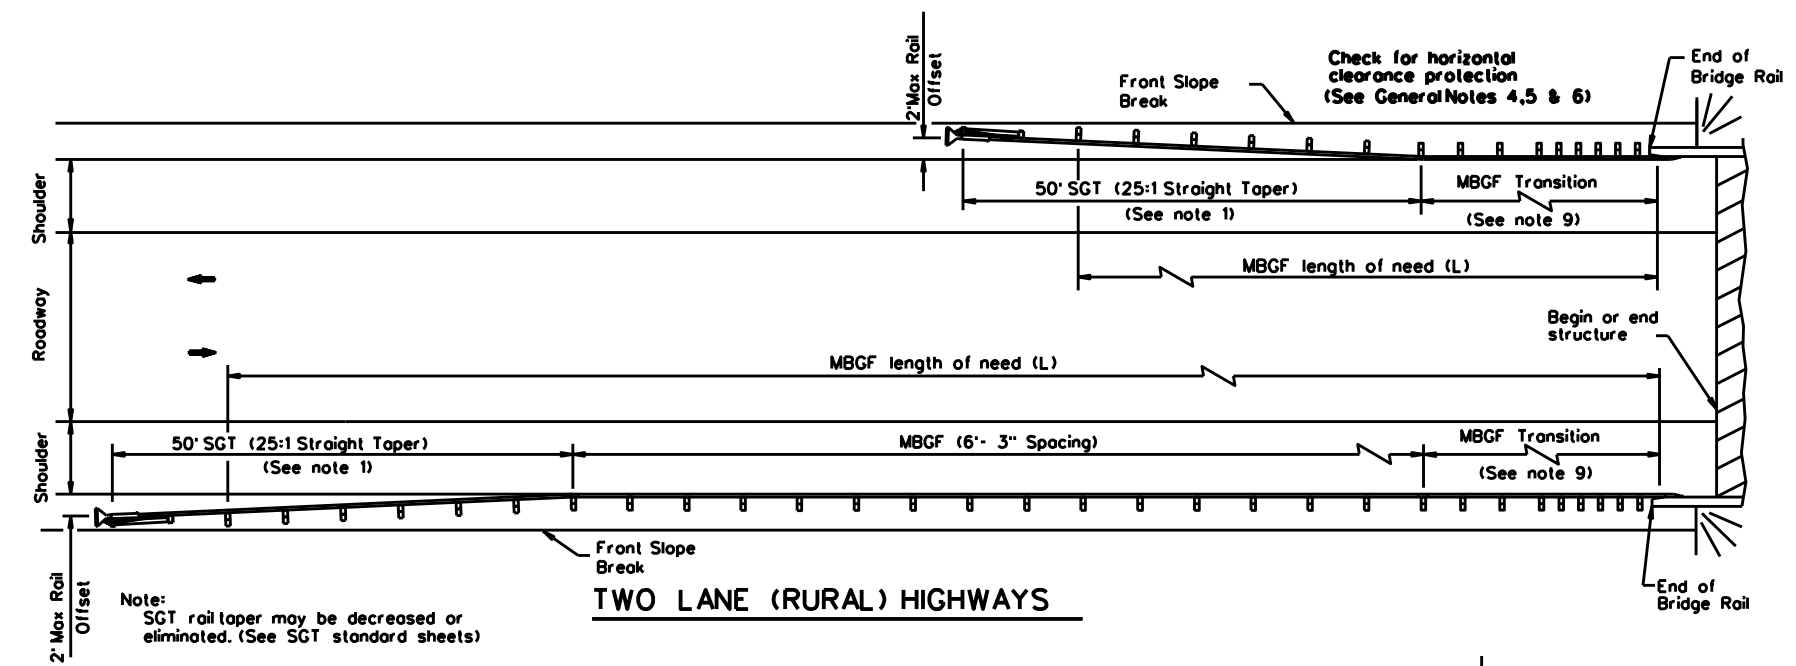 2'Max Rail
Offset
Front Slope
Break
Check for horizontal
clearance protection
(See General Notes 4,5 & 6)
End of
Bridge Rail
Shoulder
50' SGT (25:1 Straight Taper)
(See note 1)
MBGF Transition
(See note 9)
MBGF length of need (L)
Roadway
Begin or end
structure
MBGF length of need (L)
Shoulder
50' SGT (25:1 Straight Taper)
(See note 1)
MBGF (6'- 3" Spacing)
MBGF Transition
(See note 9)
Front Slope
Break
2' Max Rail
Offset
Note:
SGT rail taper may be decreased or
eliminated. (See SGT standard sheets)
TWO LANE (RURAL) HIGHWAYS
End of
Bridge Rail